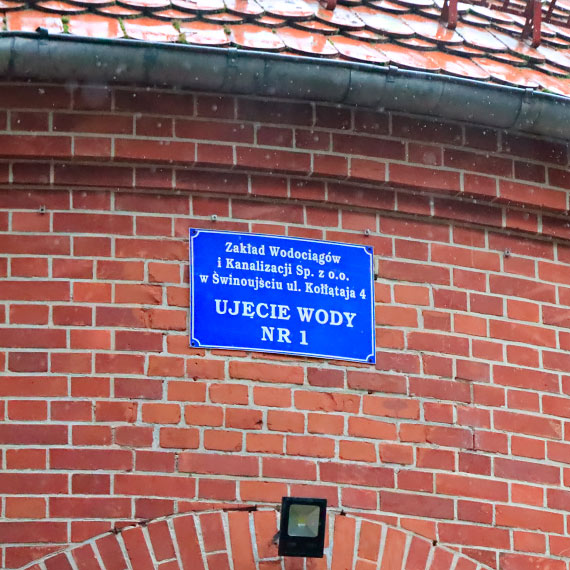 Zakład Wodociągów
i Kanalizacji Sp. z o.o.
w Świnoujściu ul. Kołłątaja 4
UJĘCIE WODY
NR 1